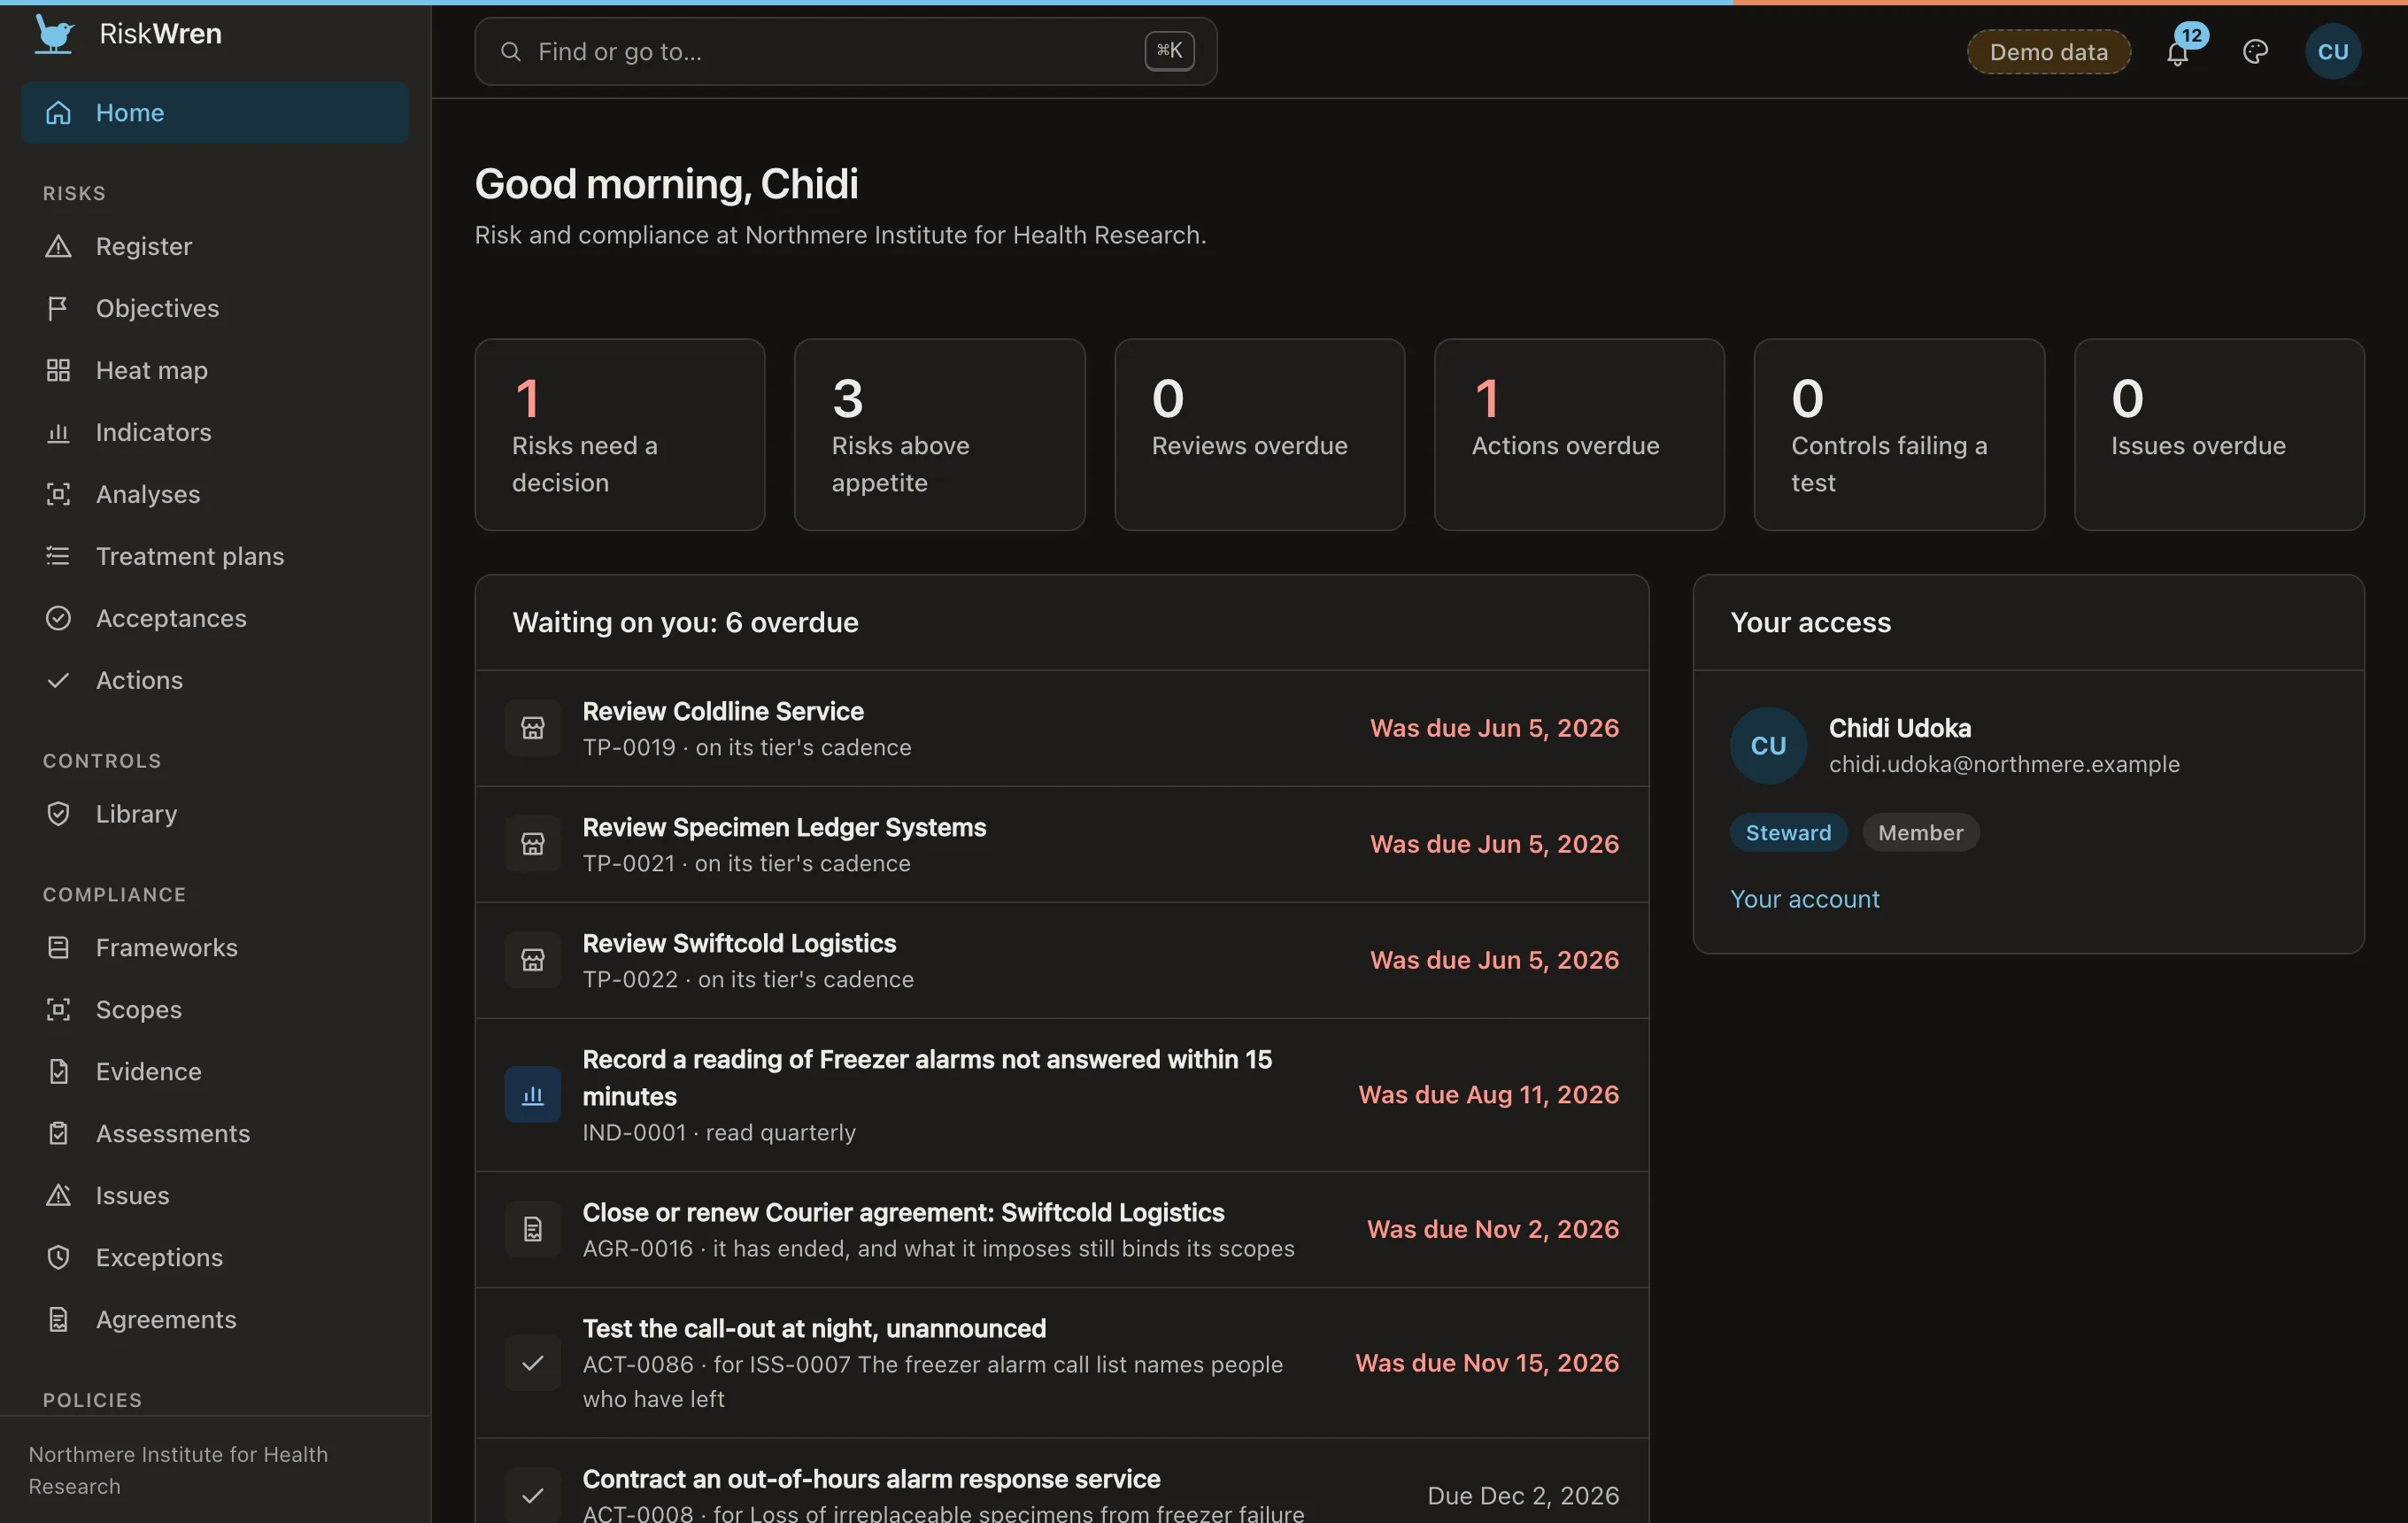 RiskWren
Find or go to...
⌘K
Demo data
12
CU
Home
RISKS
Register
Objectives
Heat map
Indicators
Analyses
Treatment plans
Acceptances
Actions
CONTROLS
Library
COMPLIANCE
Frameworks
Scopes
Evidence
Assessments
Issues
Exceptions
Agreements
POLICIES
Northmere Institute for Health
Research
Good morning, Chidi
Risk and compliance at Northmere Institute for Health Research.
1
Risks need a
decision
3
Risks above
appetite
0
Reviews overdue
1
Actions overdue
0
Controls failing a
test
0
Issues overdue
Waiting on you: 6 overdue
Review Coldline Service
TP-0019 · on its tier's cadence
Was due Jun 5, 2026
Review Specimen Ledger Systems
TP-0021 · on its tier's cadence
Was due Jun 5, 2026
Review Swiftcold Logistics
TP-0022 · on its tier's cadence
Was due Jun 5, 2026
Record a reading of Freezer alarms not answered within 15
minutes
IND-0001 · read quarterly
Was due Aug 11, 2026
Close or renew Courier agreement: Swiftcold Logistics
AGR-0016 · it has ended, and what it imposes still binds its scopes
Was due Nov 2, 2026
Test the call-out at night, unannounced
ACT-0086 · for ISS-0007 The freezer alarm call list names people
who have left
Was due Nov 15, 2026
Contract an out-of-hours alarm response service
ACT-0008 · for Loss of irreplaceable specimens from freezer failure
Due Dec 2, 2026
Your access
CU
Chidi Udoka
chidi.udoka@northmere.example
Steward
Member
Your account